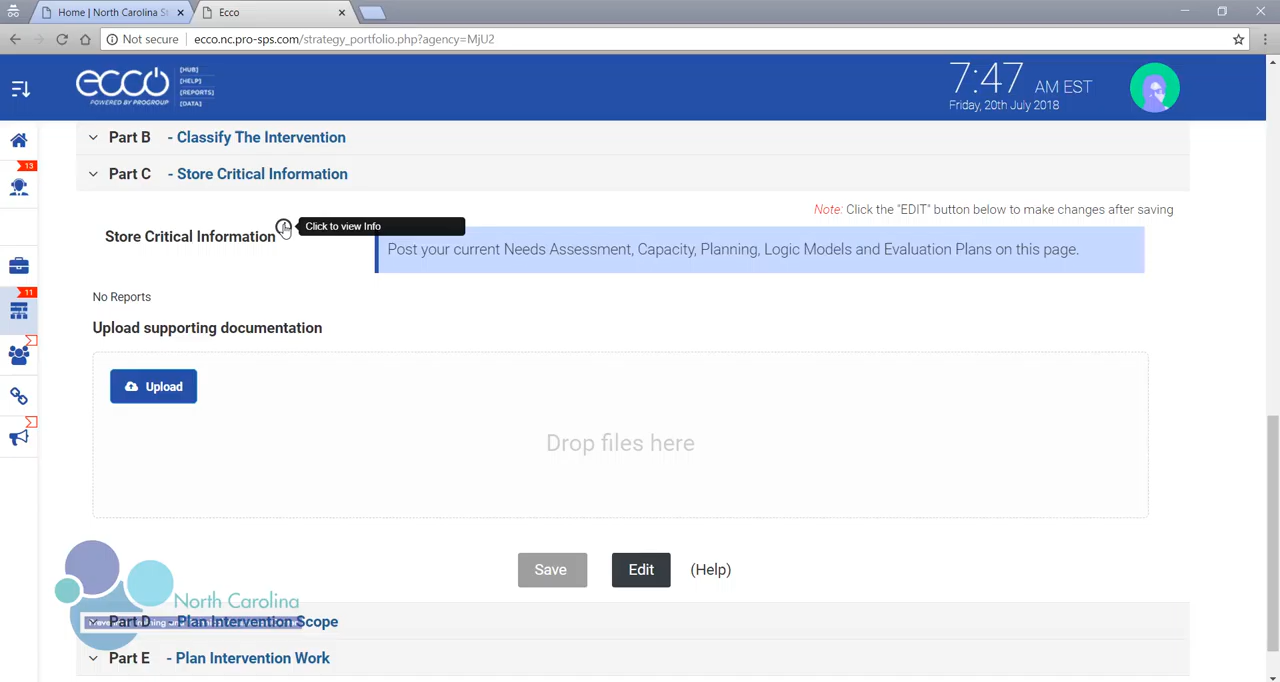 Home | North Carolina S
Ecco
Not secure
ecco.nc.pro-sps.com/strategy_portfolio.php?agency=MjU2
ecco
POWERED BY PROGROUP
[HUB]
[HELP]
[REPORTS]
[DATA]
7:47 AM EST
Friday, 20th July 2018
13
11
Part B - Classify The Intervention
Part C - Store Critical Information
Note: Click the "EDIT" button below to make changes after saving
Store Critical Information
Click to view Info
Post your current Needs Assessment, Capacity, Planning, Logic Models and Evaluation Plans on this page.
No Reports
Upload supporting documentation
Upload
Drop files here
Save
Edit
(Help)
North Carolina
Part D - Plan Intervention Scope
Part E - Plan Intervention Work